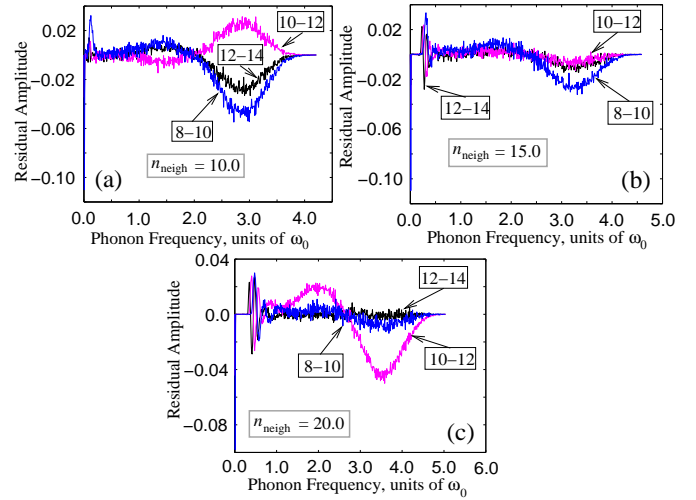 (a)
Residual Amplitude
0.02
−0.02
−0.06
−0.10
10−12
12−14
8−10
n_neigh = 10.0
0.0 1.0 2.0 3.0 4.0
Phonon Frequency, units of ω₀
(b)
Residual Amplitude
0.02
−0.02
−0.06
−0.10
10−12
12−14
8−10
n_neigh = 15.0
0.0 1.0 2.0 3.0 4.0 5.0
Phonon Frequency, units of ω₀
(c)
Residual Amplitude
0.04
0.0
−0.04
−0.08
12−14
8−10
10−12
n_neigh = 20.0
0.0 1.0 2.0 3.0 4.0 5.0 6.0
Phonon Frequency, units of ω₀